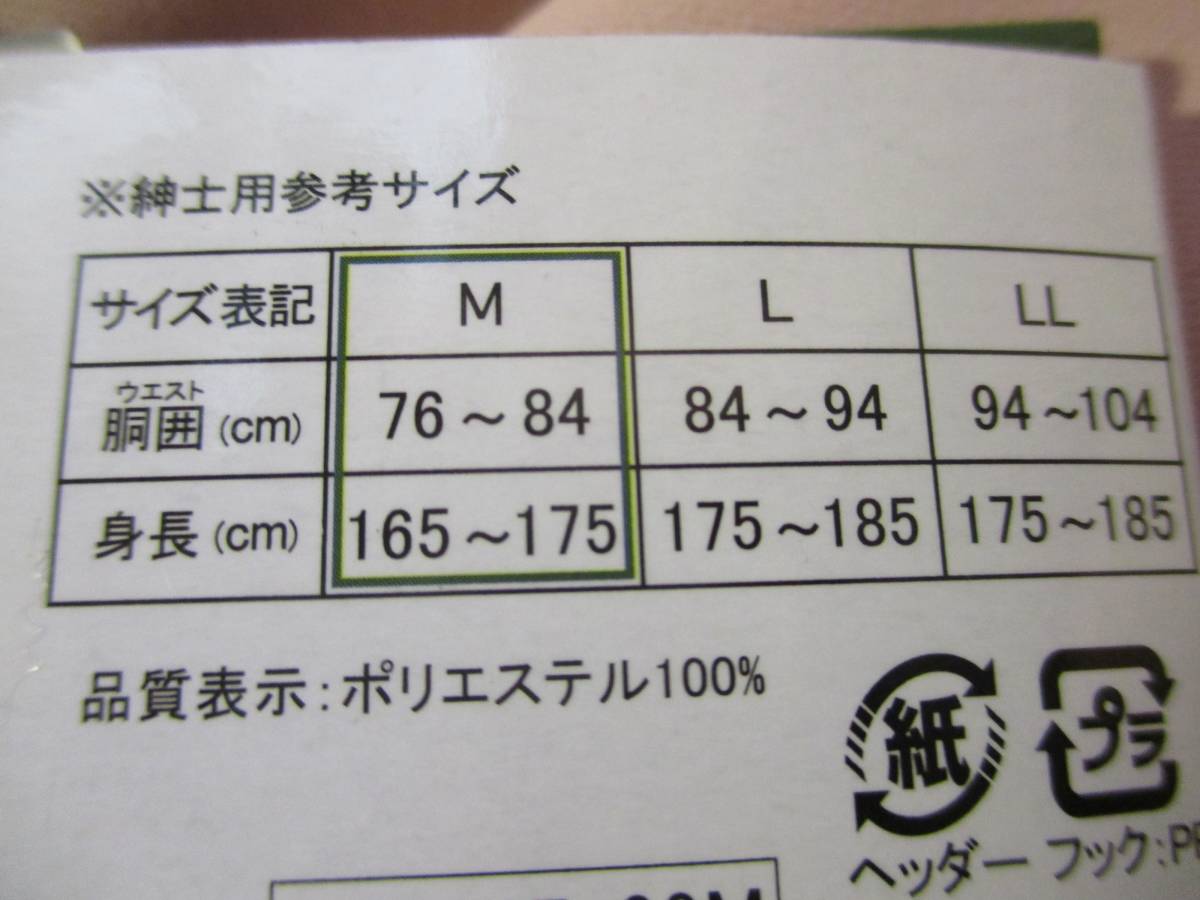 ※紳士用参考サイズ
サイズ表記 M L LL
ウエスト
胴囲(cm) 76～84 84～94 94～104
身長(cm) 165～175 175～185 175～185
品質表示:ポリエステル100%
紙 プラ
ヘッダー フック: